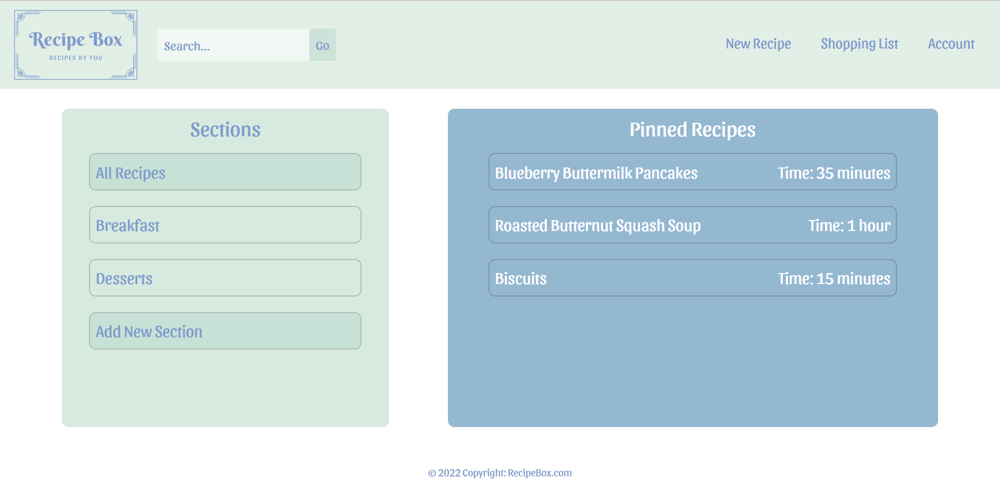 Recipe Box
RECIPES BY YOU
Search...
Go
New Recipe
Shopping List
Account
Sections
All Recipes
Breakfast
Desserts
Add New Section
Pinned Recipes
Blueberry Buttermilk Pancakes Time: 35 minutes
Roasted Butternut Squash Soup Time: 1 hour
Biscuits Time: 15 minutes
© 2022 Copyright: RecipeBox.com